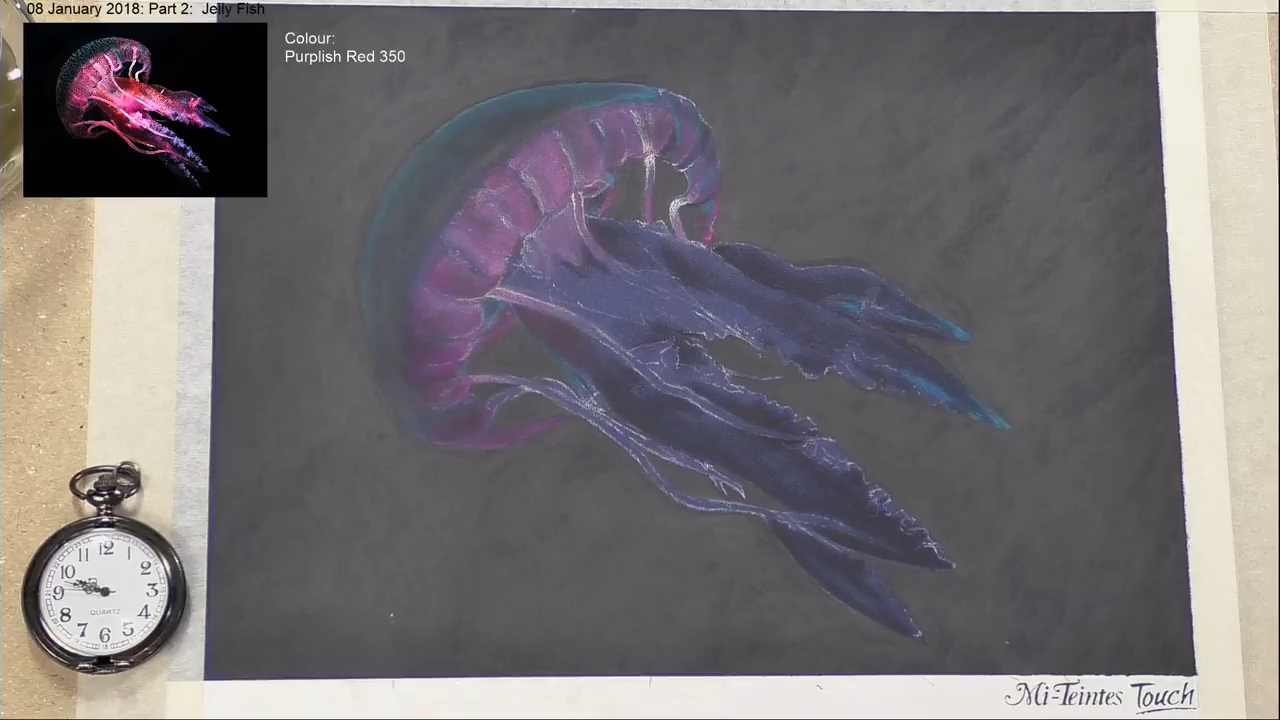 08 January 2018: Part 2:  Jelly Fish
Colour:
Purplish Red 350
12
11 1
10 2
9 3
8 4
7 5
6
QUARTZ
Mi-Teintes Touch